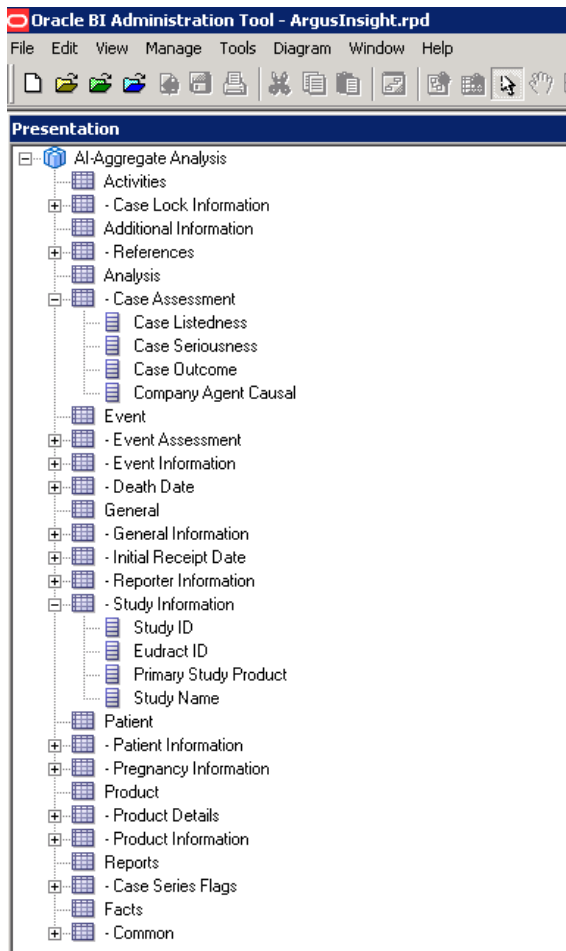 Oracle BI Administration Tool - ArgusInsight.rpd
File Edit View Manage Tools Diagram Window Help
Presentation
AI-Aggregate Analysis
Activities
- Case Lock Information
Additional Information
- References
Analysis
- Case Assessment
Case Listedness
Case Seriousness
Case Outcome
Company Agent Causal
Event
- Event Assessment
- Event Information
- Death Date
General
- General Information
- Initial Receipt Date
- Reporter Information
- Study Information
Study ID
Eudract ID
Primary Study Product
Study Name
Patient
- Patient Information
- Pregnancy Information
Product
- Product Details
- Product Information
Reports
- Case Series Flags
Facts
- Common